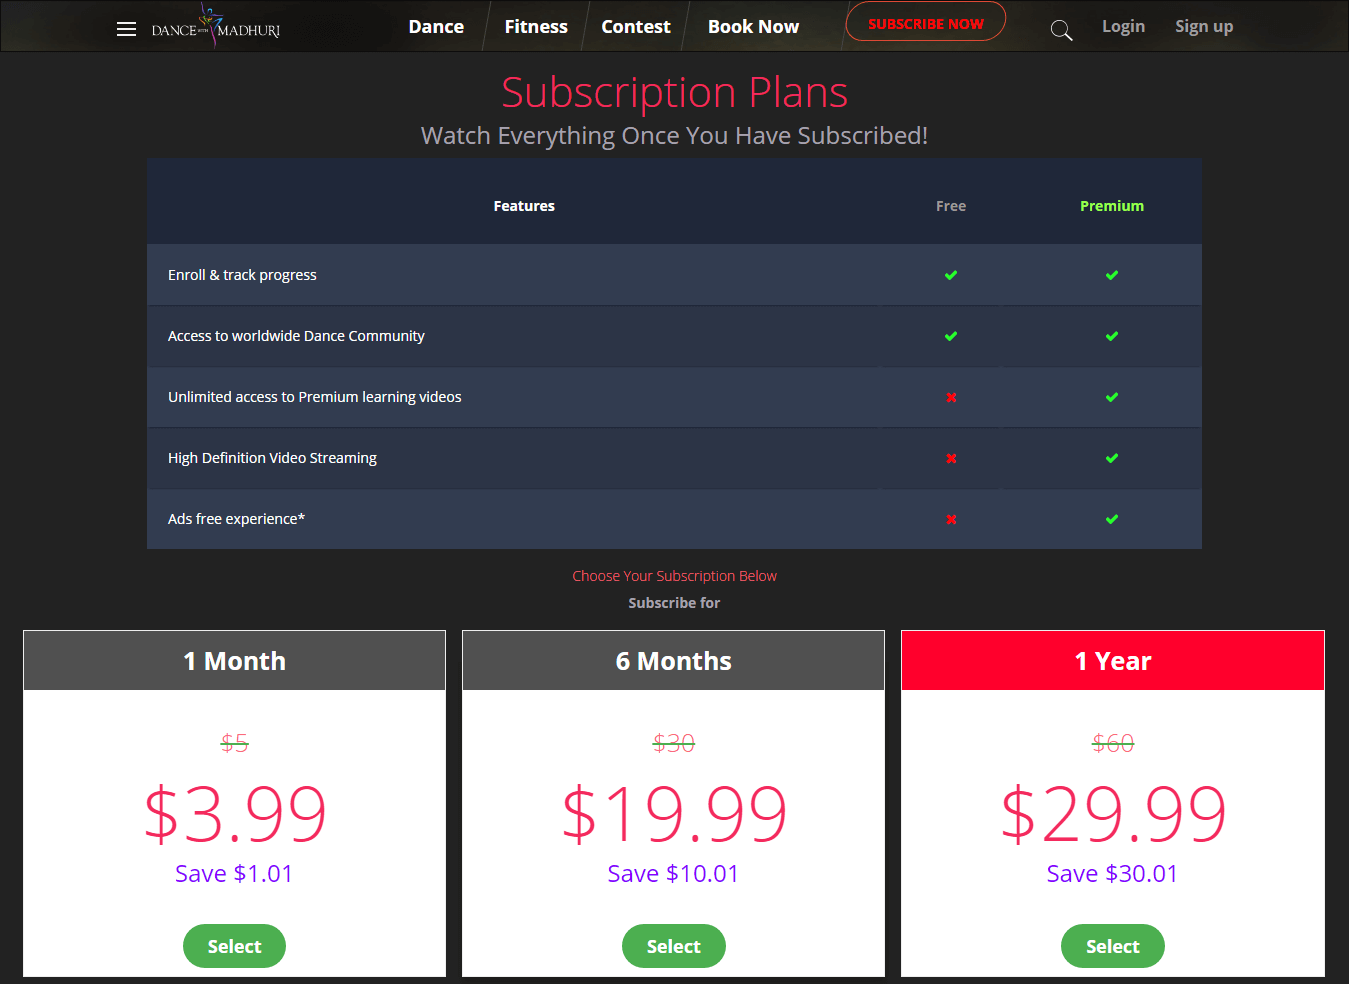 DANCE WITH MADHURI
Dance Fitness Contest Book Now SUBSCRIBE NOW Login Sign up
Subscription Plans
Watch Everything Once You Have Subscribed!
Features Free Premium
Enroll & track progress
Access to worldwide Dance Community
Unlimited access to Premium learning videos
High Definition Video Streaming
Ads free experience*
Choose Your Subscription Below
Subscribe for
1 Month
$5
$3.99
Save $1.01
Select
6 Months
$30
$19.99
Save $10.01
Select
1 Year
$60
$29.99
Save $30.01
Select